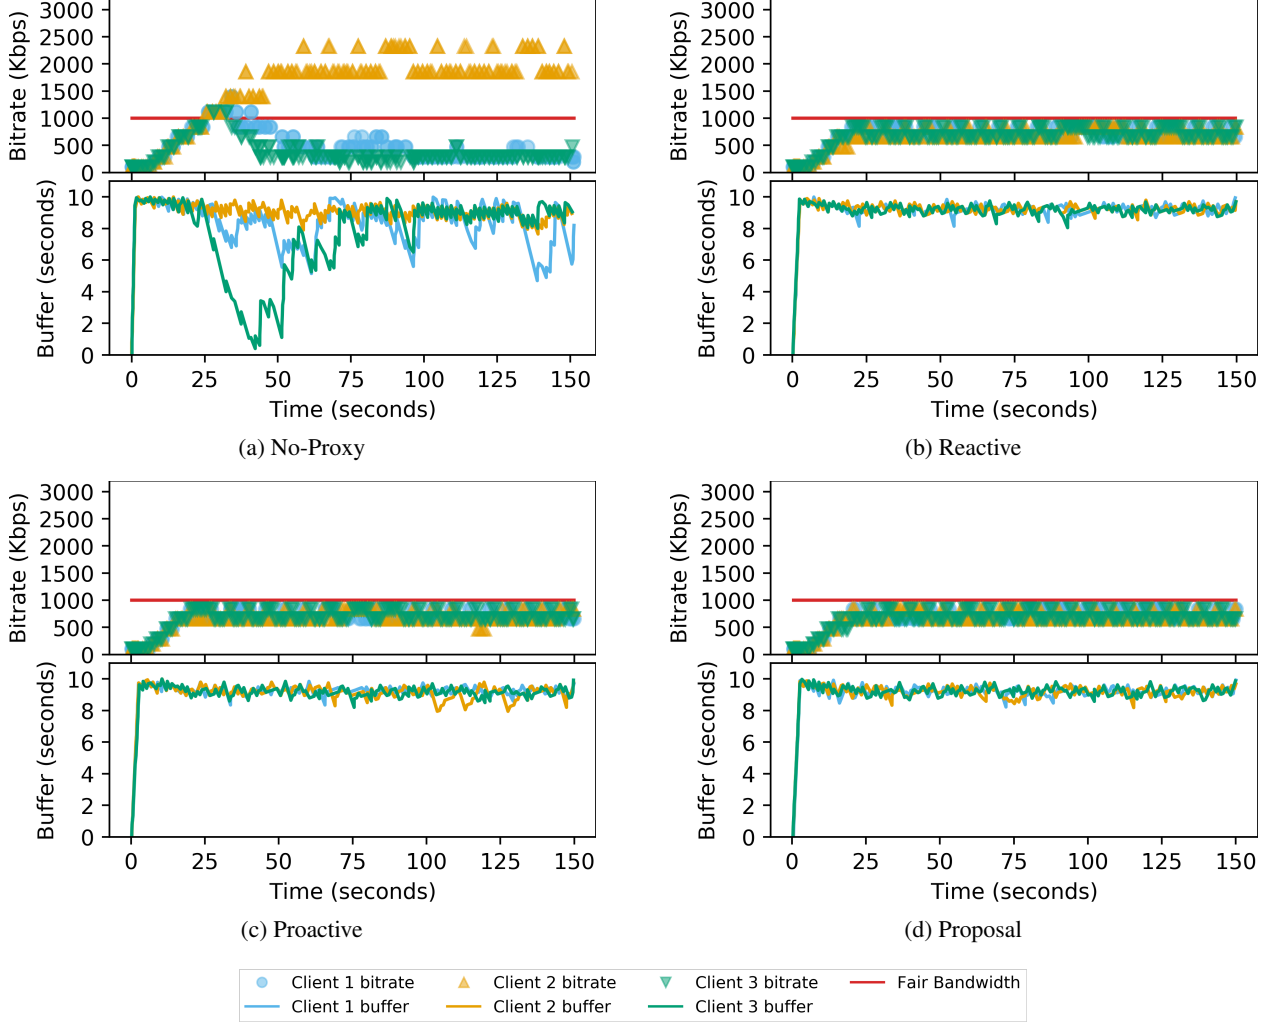 3000
2500
2000
1500
1000
500
0
Bitrate (Kbps)
10
8
6
4
2
0
Buffer (seconds)
0 25 50 75 100 125 150
Time (seconds)
(a) No-Proxy
3000
2500
2000
1500
1000
500
0
Bitrate (Kbps)
10
8
6
4
2
0
Buffer (seconds)
0 25 50 75 100 125 150
Time (seconds)
(b) Reactive
3000
2500
2000
1500
1000
500
0
Bitrate (Kbps)
10
8
6
4
2
0
Buffer (seconds)
0 25 50 75 100 125 150
Time (seconds)
(c) Proactive
3000
2500
2000
1500
1000
500
0
Bitrate (Kbps)
10
8
6
4
2
0
Buffer (seconds)
0 25 50 75 100 125 150
Time (seconds)
(d) Proposal
Client 1 bitrate Client 2 bitrate Client 3 bitrate Fair Bandwidth
Client 1 buffer Client 2 buffer Client 3 buffer